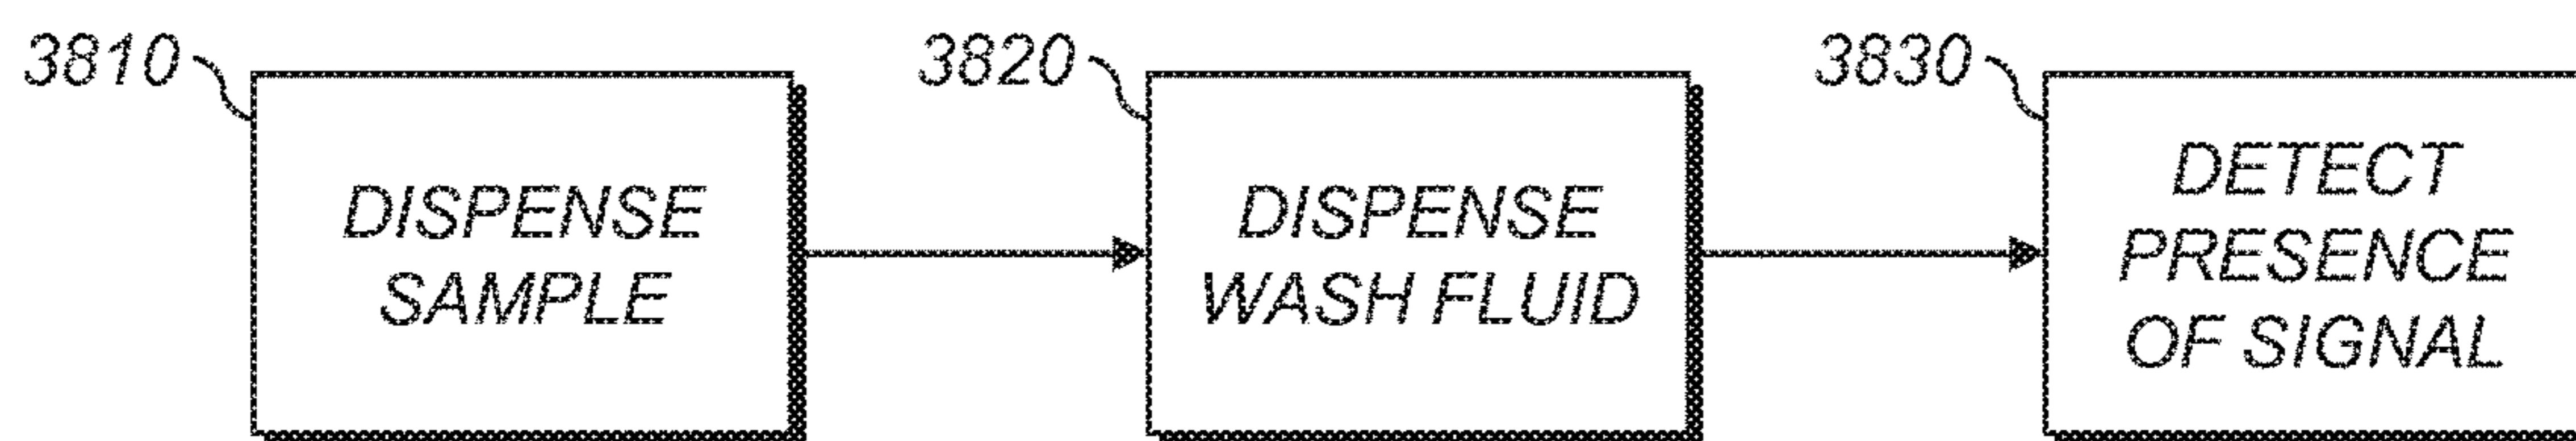 3810
DISPENSE
SAMPLE
3820
DISPENSE
WASH FLUID
3830
DETECT
PRESENCE
OF SIGNAL